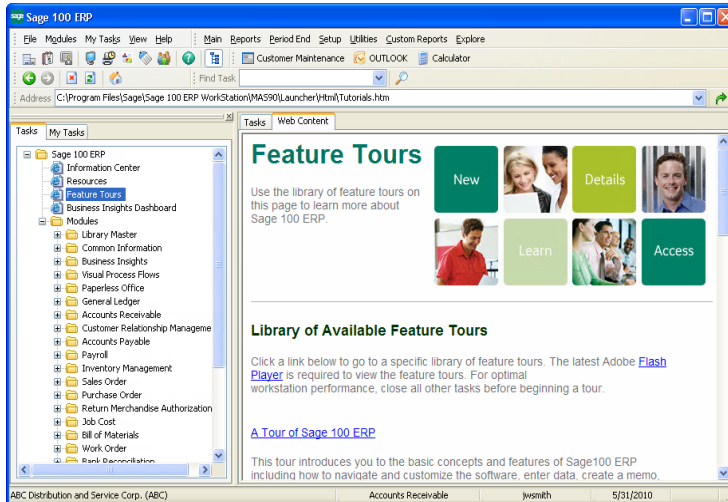 sage Sage 100 ERP
File Modules My Tasks View Help Main Reports Period End Setup Utilities Custom Reports Explore
Customer Maintenance OUTLOOK Calculator
Find Task
Address C:\Program Files\Sage\Sage 100 ERP WorkStation\MAS90\Launcher\Html\Tutorials.htm
Tasks My Tasks
Sage 100 ERP
Information Center
Resources
Feature Tours
Business Insights Dashboard
Modules
Library Master
Common Information
Business Insights
Visual Process Flows
Paperless Office
General Ledger
Accounts Receivable
Customer Relationship Manageme
Accounts Payable
Payroll
Inventory Management
Sales Order
Purchase Order
Return Merchandise Authorization
Job Cost
Bill of Materials
Work Order
Bank Reconciliation
Tasks Web Content
Feature Tours
Use the library of feature tours on
this page to learn more about
Sage 100 ERP.
New
Details
Learn
Access
Library of Available Feature Tours
Click a link below to go to a specific library of feature tours. The latest Adobe Flash
Player is required to view the feature tours. For optimal
workstation performance, close all other tasks before beginning a tour.
A Tour of Sage 100 ERP
This tour introduces you to the basic concepts and features of Sage100 ERP
including how to navigate and customize the software, enter data, create a memo,
ABC Distribution and Service Corp. (ABC) Accounts Receivable jwsmith 5/31/2010